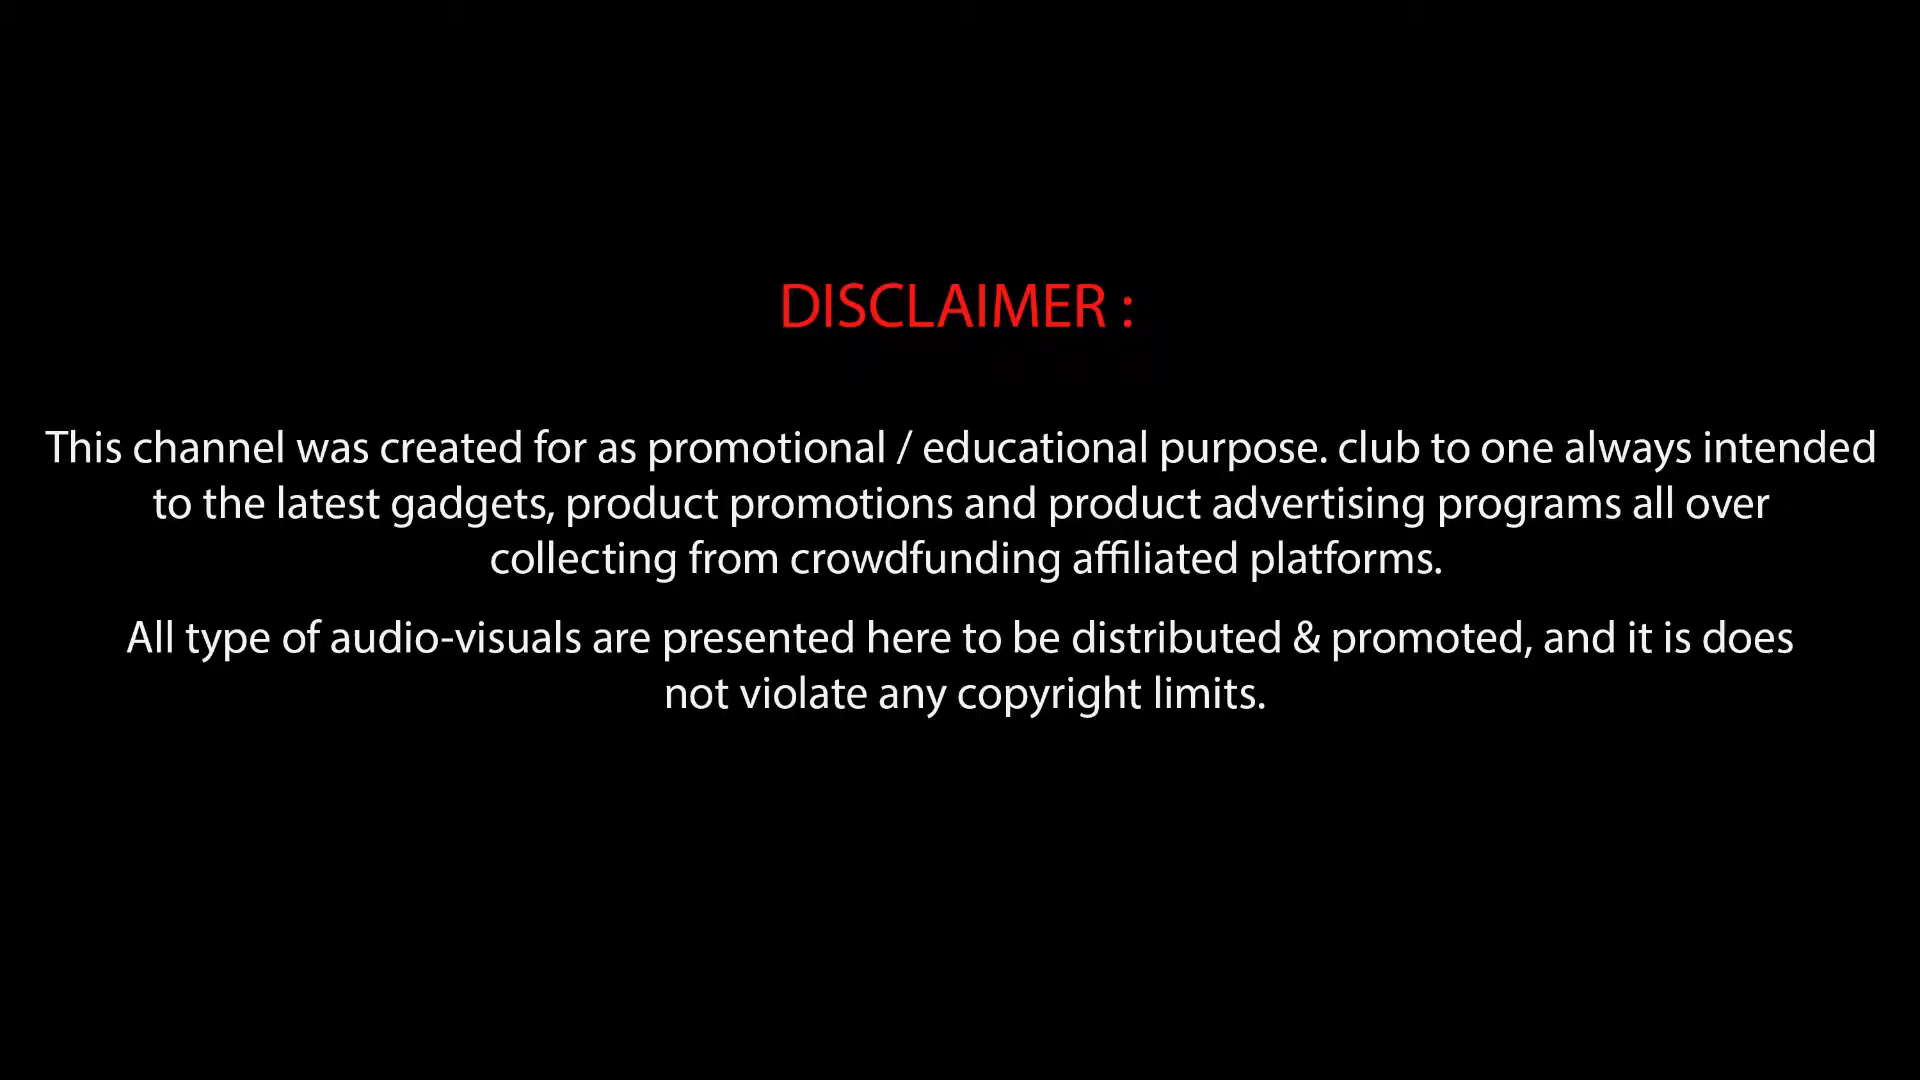 DISCLAIMER :
This channel was created for as promotional / educational purpose. club to one always intended
to the latest gadgets, product promotions and product advertising programs all over
collecting from crowdfunding affiliated platforms.
All type of audio-visuals are presented here to be distributed & promoted, and it is does
not violate any copyright limits.